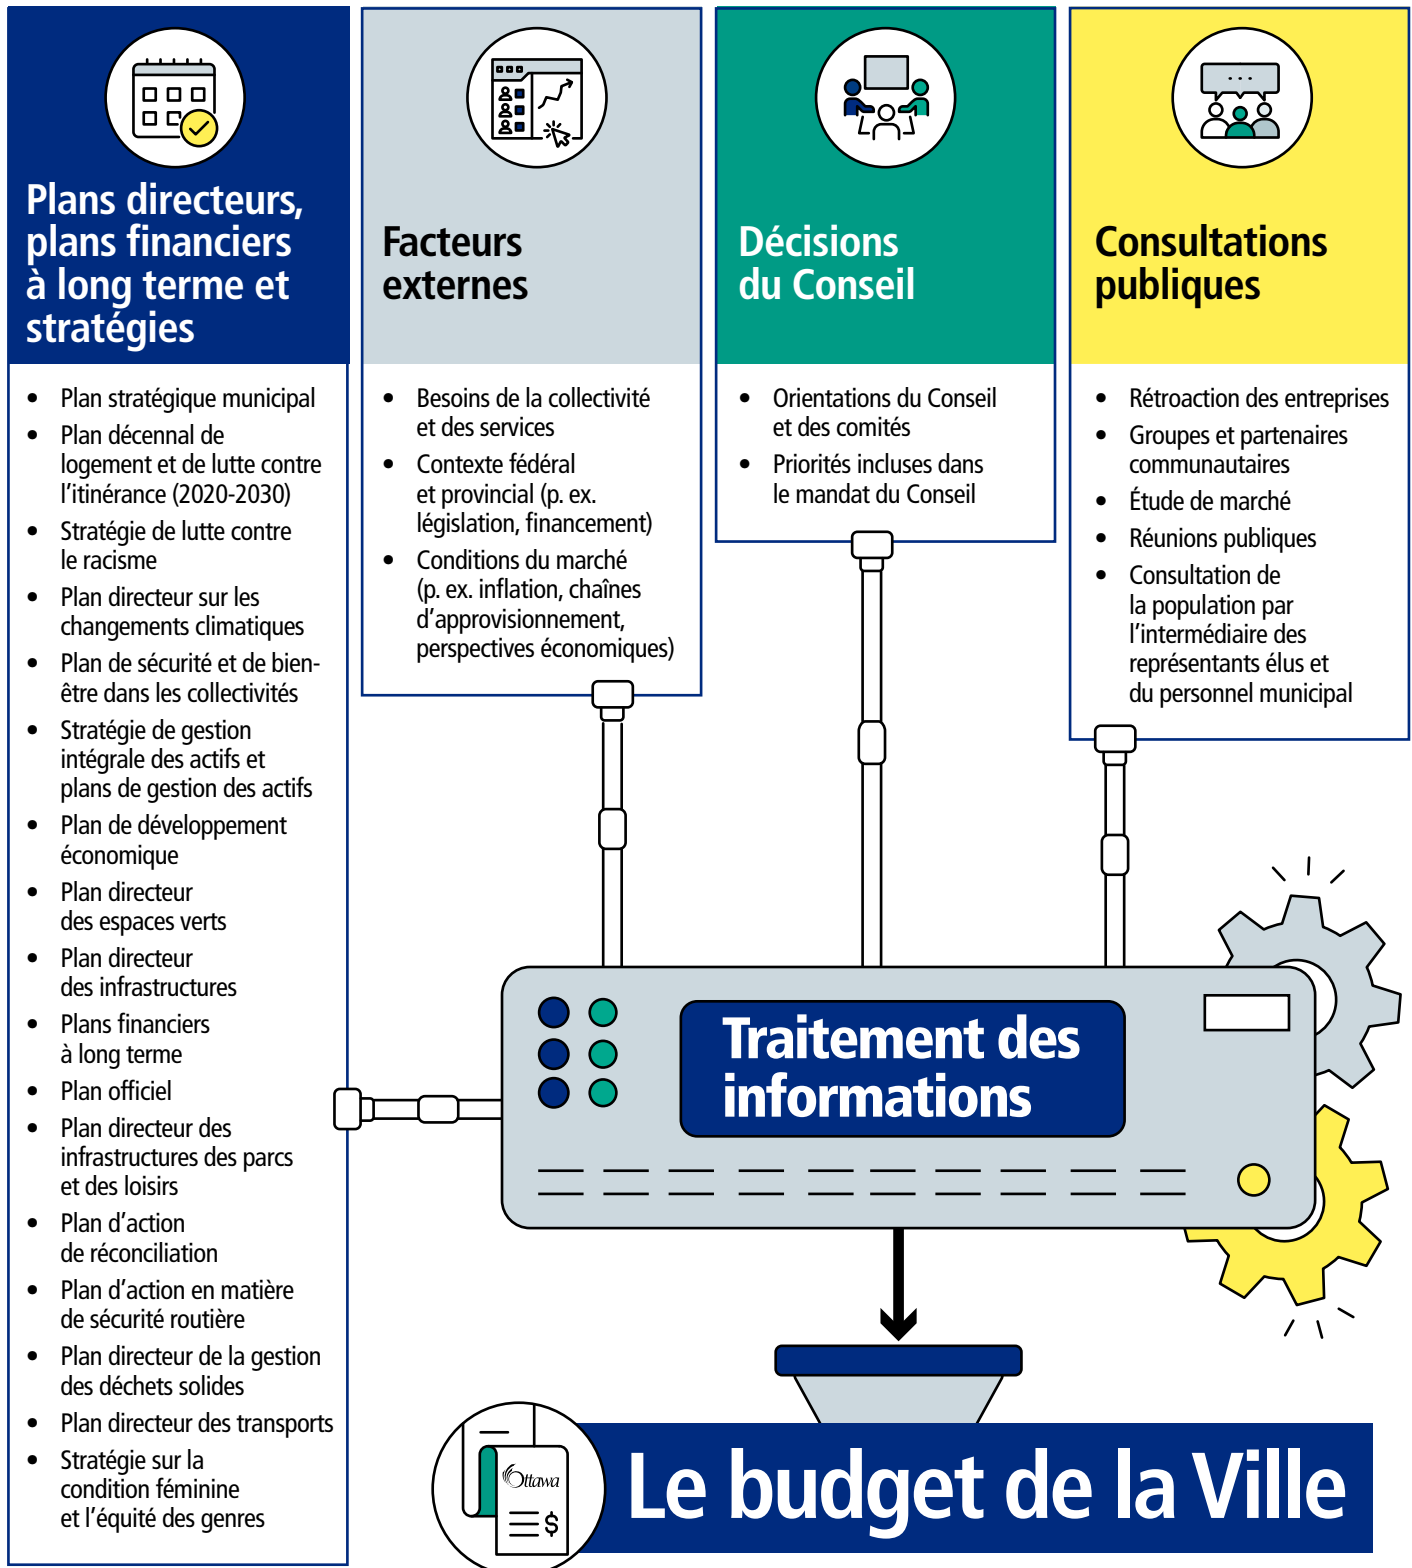 Plans directeurs,
plans financiers
à long terme et
stratégies
• Plan stratégique municipal
• Plan décennal de
logement et de lutte contre
l’itinérance (2020-2030)
• Stratégie de lutte contre
le racisme
• Plan directeur sur les
changements climatiques
• Plan de sécurité et de bien-
être dans les collectivités
• Stratégie de gestion
intégrale des actifs et
plans de gestion des actifs
• Plan de développement
économique
• Plan directeur
des espaces verts
• Plan directeur
des infrastructures
• Plans financiers
à long terme
• Plan officiel
• Plan directeur des
infrastructures des parcs
et des loisirs
• Plan d’action
de réconciliation
• Plan d’action en matière
de sécurité routière
• Plan directeur de la gestion
des déchets solides
• Plan directeur des transports
• Stratégie sur la
condition féminine
et l’équité des genres
Facteurs
externes
• Besoins de la collectivité
et des services
• Contexte fédéral
et provincial (p. ex.
législation, financement)
• Conditions du marché
(p. ex. inflation, chaînes
d’approvisionnement,
perspectives économiques)
Décisions
du Conseil
• Orientations du Conseil
et des comités
• Priorités incluses dans
le mandat du Conseil
Consultations
publiques
• Rétroaction des entreprises
• Groupes et partenaires
communautaires
• Étude de marché
• Réunions publiques
• Consultation de
la population par
l’intermédiaire des
représentants élus et
du personnel municipal
Traitement des
informations
Ottawa
$
Le budget de la Ville